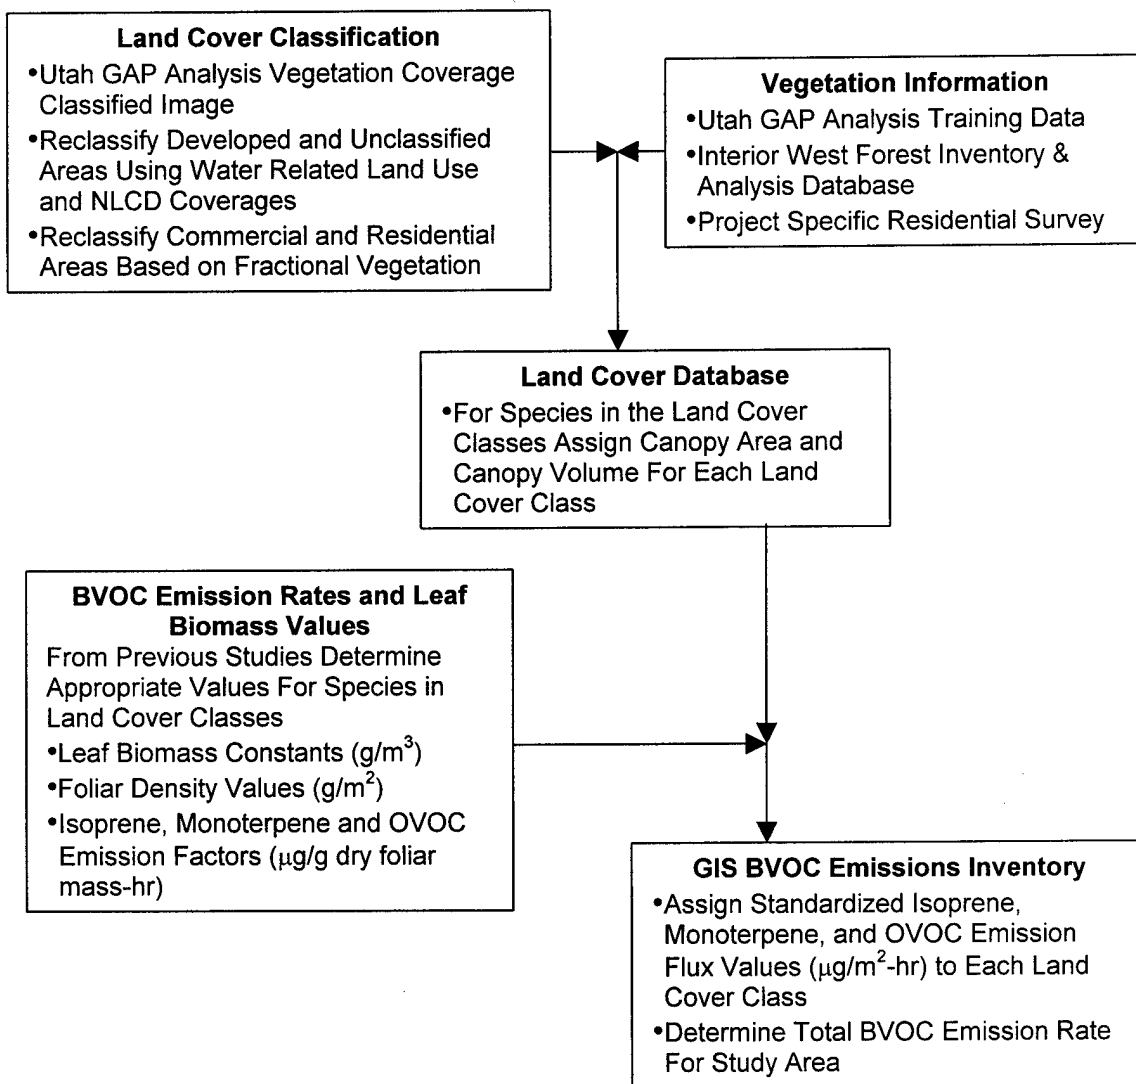 Land Cover Classification
•Utah GAP Analysis Vegetation Coverage
Classified Image
•Reclassify Developed and Unclassified
Areas Using Water Related Land Use
and NLCD Coverages
•Reclassify Commercial and Residential
Areas Based on Fractional Vegetation
Vegetation Information
•Utah GAP Analysis Training Data
•Interior West Forest Inventory &
Analysis Database
•Project Specific Residential Survey
Land Cover Database
•For Species in the Land Cover
Classes Assign Canopy Area and
Canopy Volume For Each Land
Cover Class
BVOC Emission Rates and Leaf
Biomass Values
From Previous Studies Determine
Appropriate Values For Species in
Land Cover Classes
•Leaf Biomass Constants (g/m³)
•Foliar Density Values (g/m²)
•Isoprene, Monoterpene and OVOC
Emission Factors (μg/g dry foliar
mass-hr)
GIS BVOC Emissions Inventory
•Assign Standardized Isoprene,
Monoterpene, and OVOC Emission
Flux Values (μg/m²-hr) to Each Land
Cover Class
•Determine Total BVOC Emission Rate
For Study Area